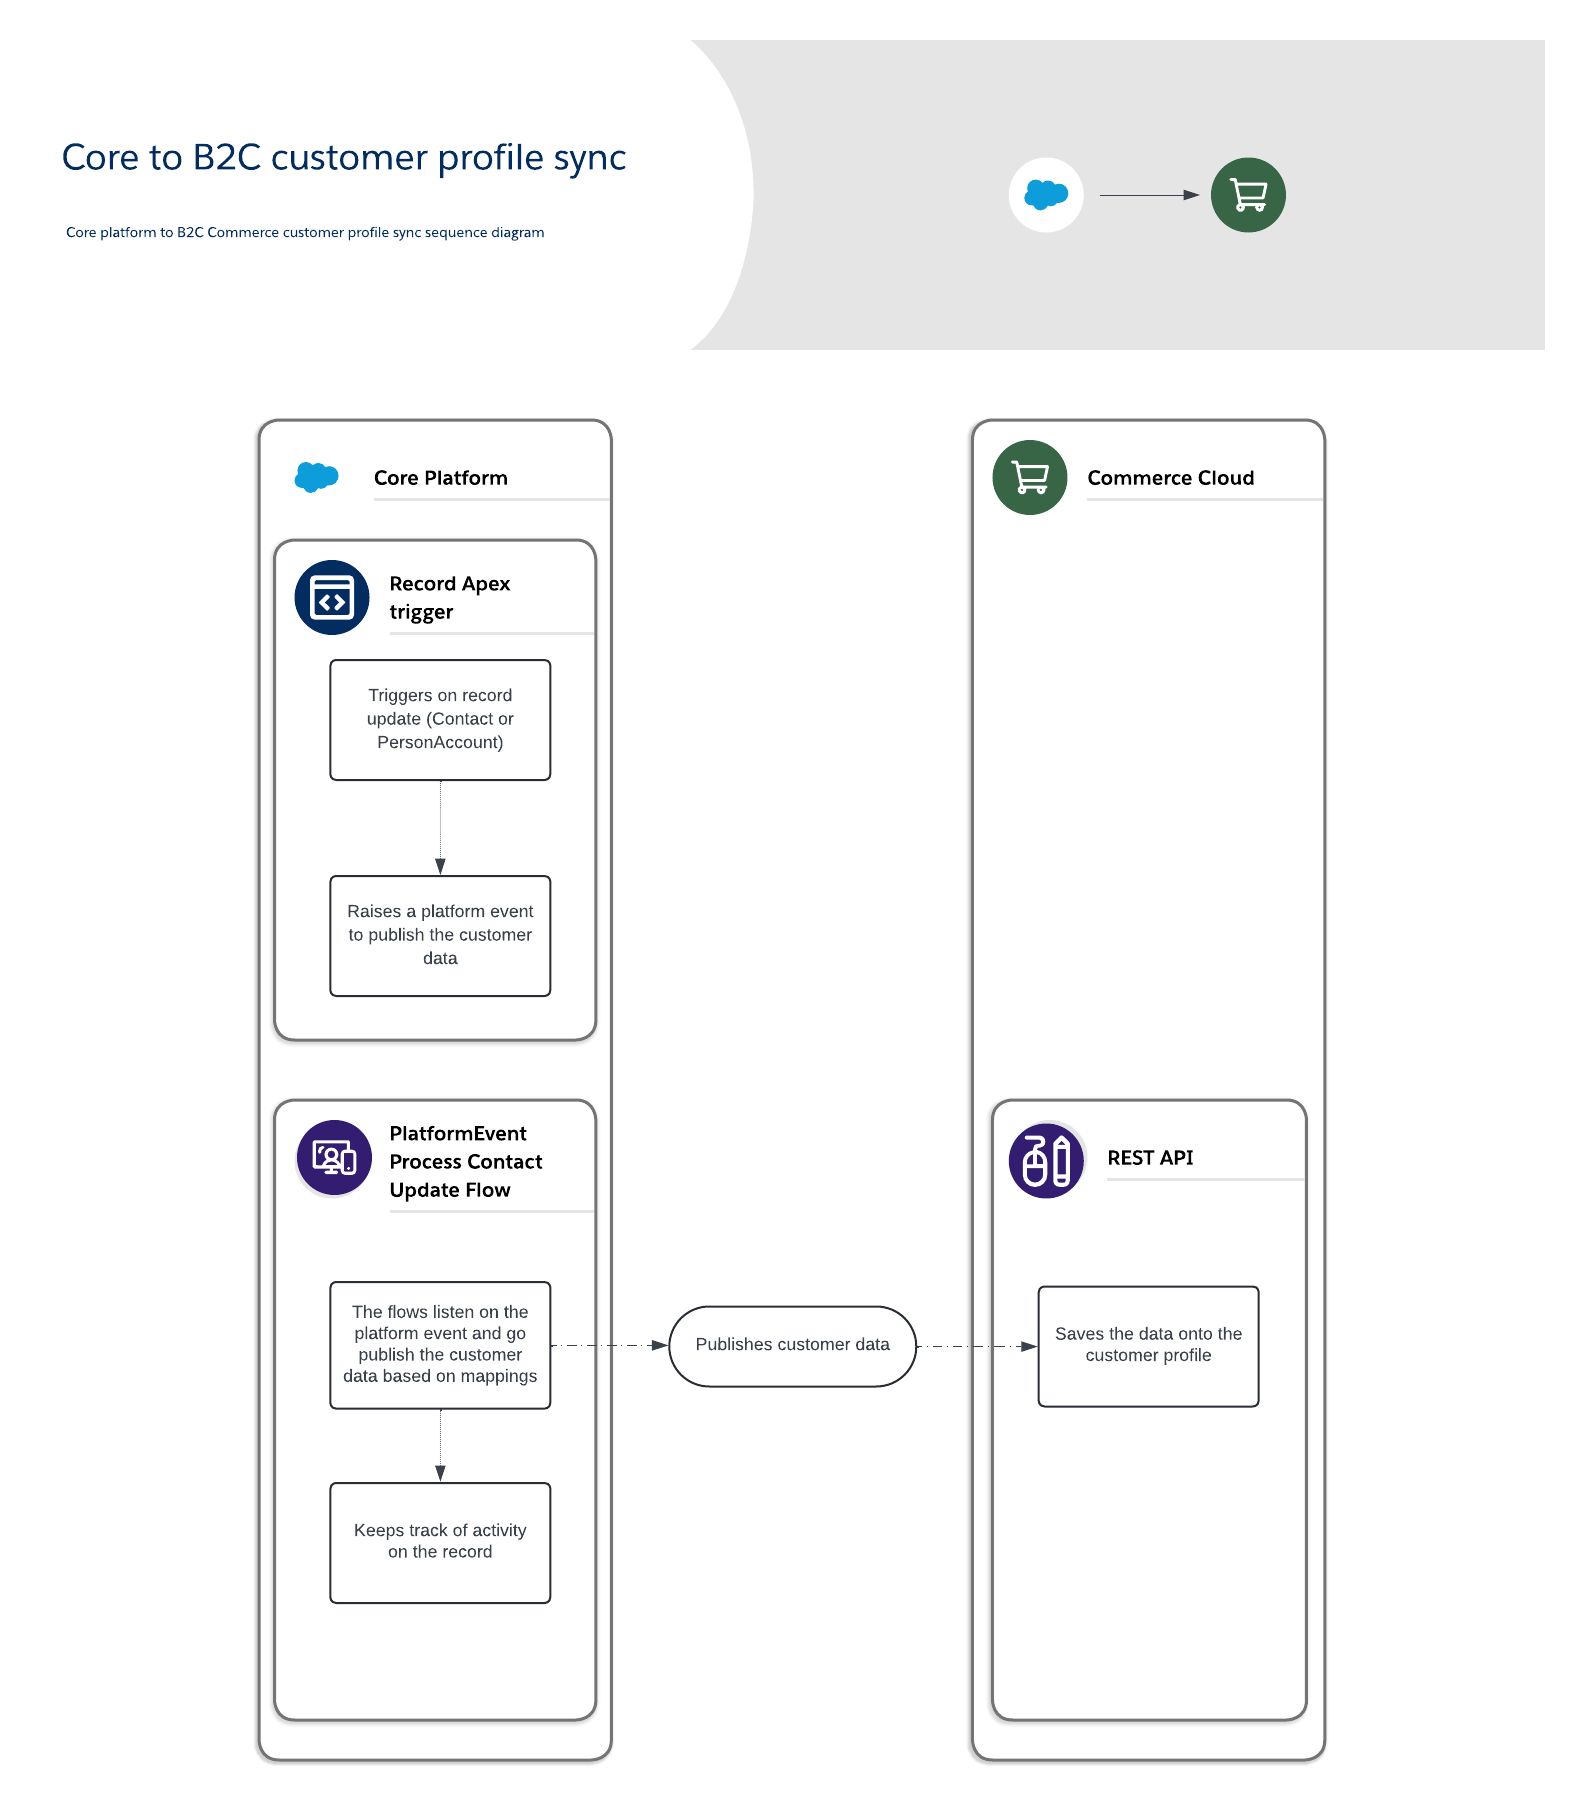 Core to B2C customer profile sync
Core platform to B2C Commerce customer profile sync sequence diagram
Core Platform
Commerce Cloud
Record Apex
trigger
Triggers on record
update (Contact or
PersonAccount)
Raises a platform event
to publish the customer
data
PlatformEvent
Process Contact
Update Flow
REST API
The flows listen on the
platform event and go
publish the customer
data based on mappings
Publishes customer data
Saves the data onto the
customer profile
Keeps track of activity
on the record